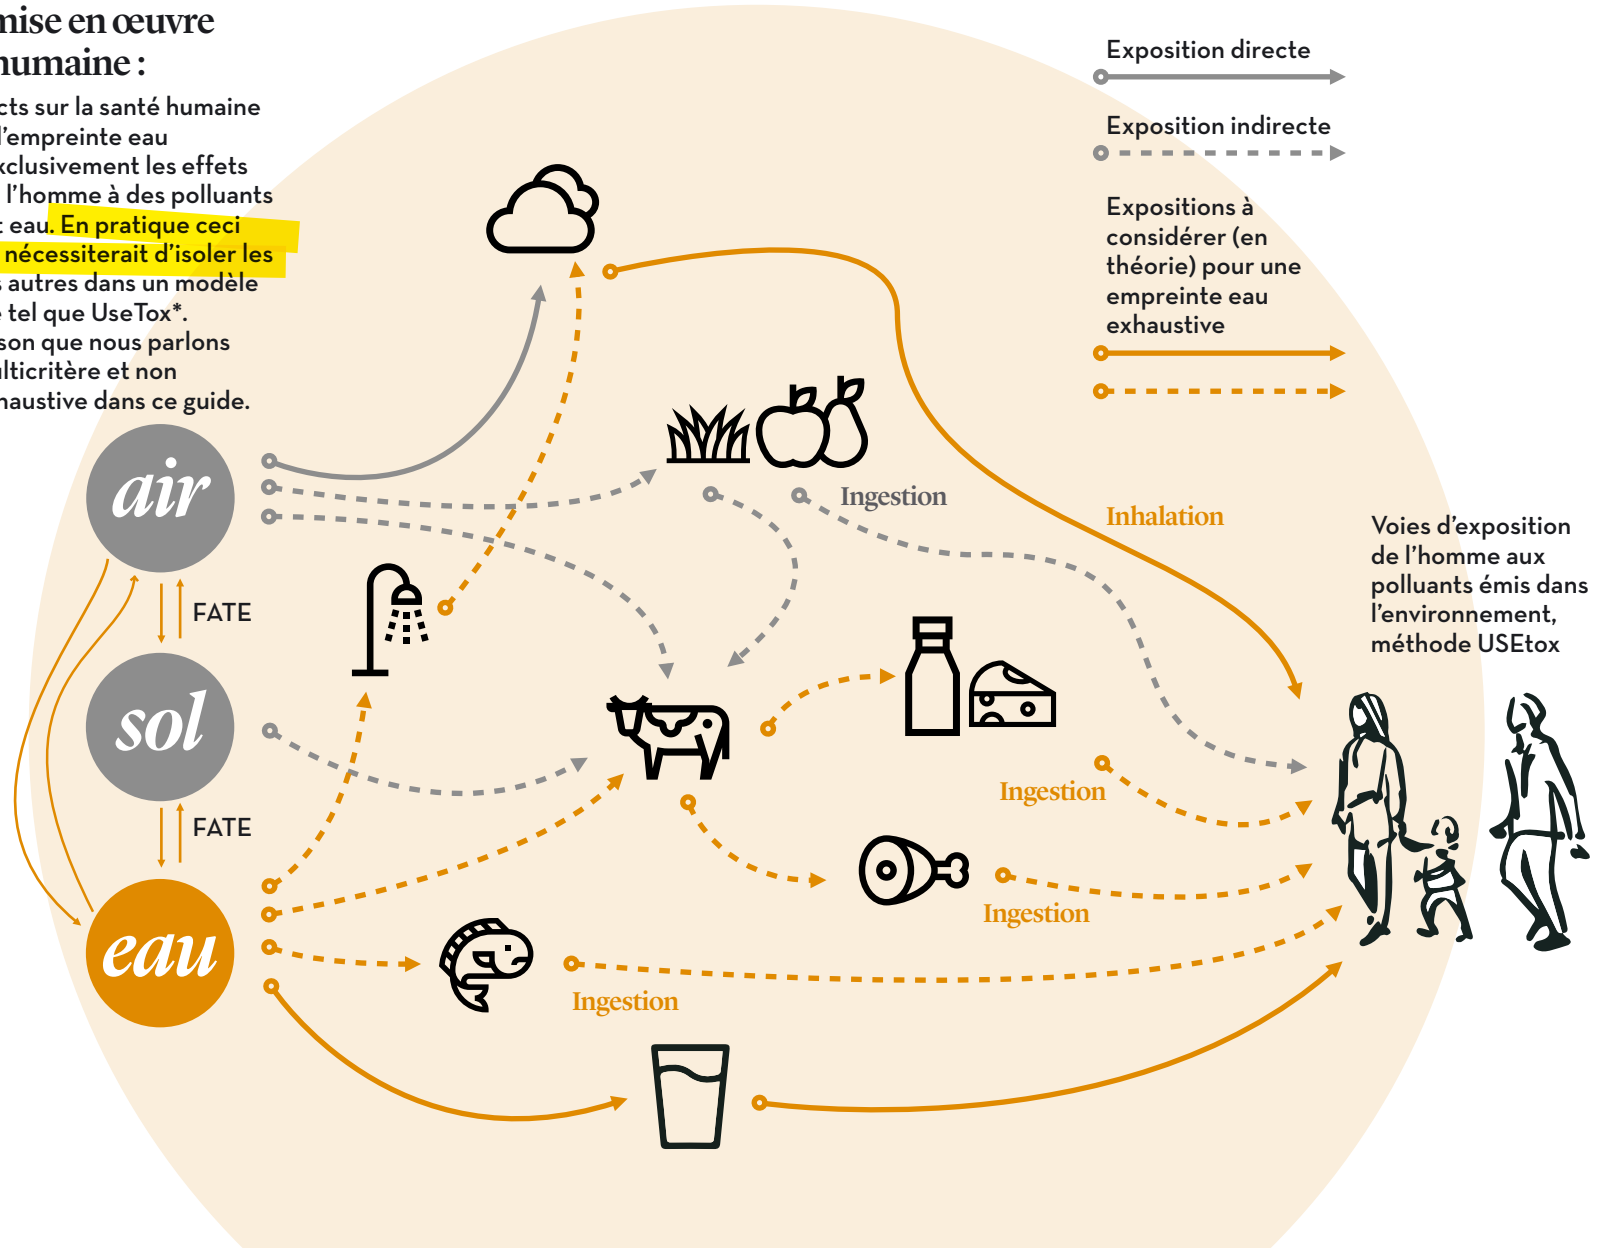 mise en œuvre
humaine :
cts sur la santé humaine
l’empreinte eau
xclusivement les effets
l’homme à des polluants
t eau. En pratique ceci
nécessiterait d’isoler les
s autres dans un modèle
e tel que UseTox*.
son que nous parlons
lticritère et non
haustive dans ce guide.
Exposition directe
Exposition indirecte
Expositions à
considérer (en
théorie) pour une
empreinte eau
exhaustive
air
FATE
sol
FATE
eau
Ingestion
Inhalation
Ingestion
Ingestion
Ingestion
Voies d’exposition
de l’homme aux
polluants émis dans
l’environnement,
méthode USEtox